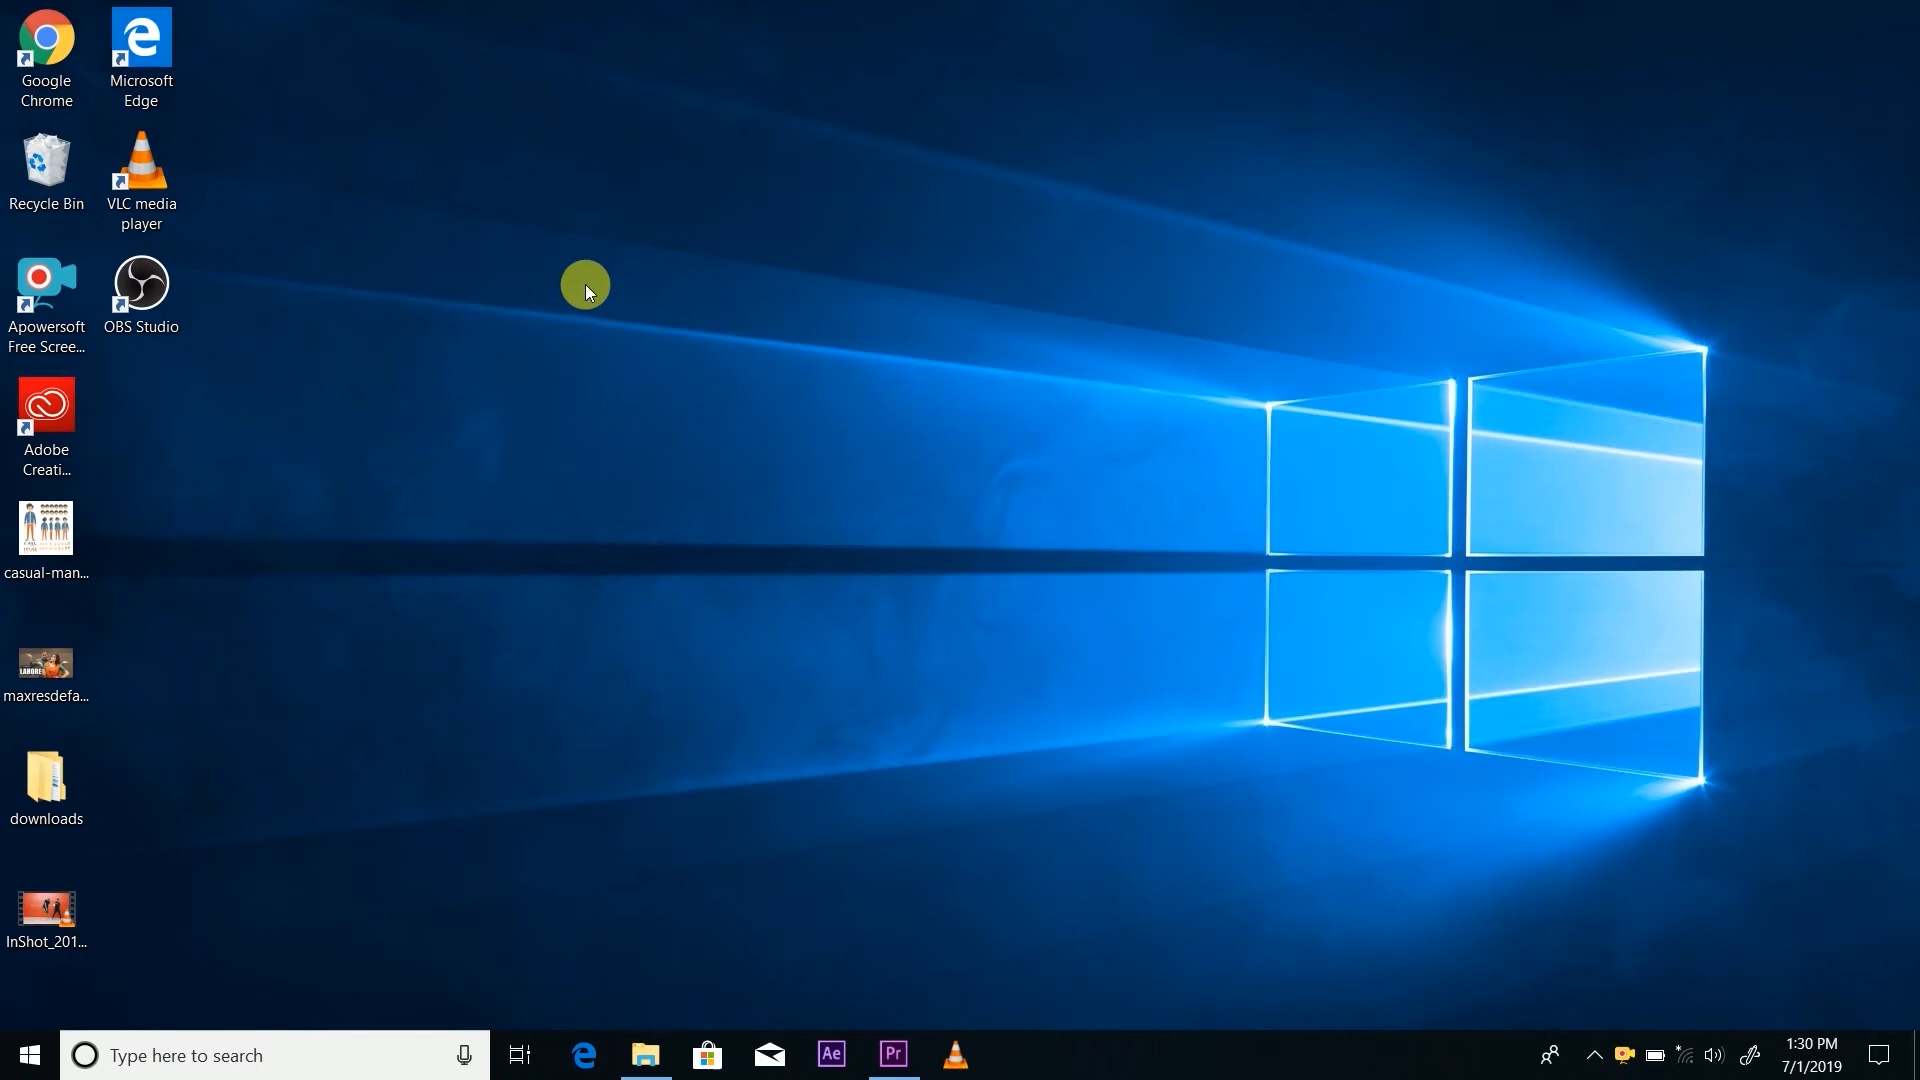 Google
Chrome
Microsoft
Edge
Recycle Bin
VLC media
player
Apowersoft
Free Scree...
OBS Studio
Adobe
Creati...
casual-man...
LAHORE
maxresdefa...
downloads
InShot_201...
Type here to search
Ae
Pr
1:30 PM
7/1/2019